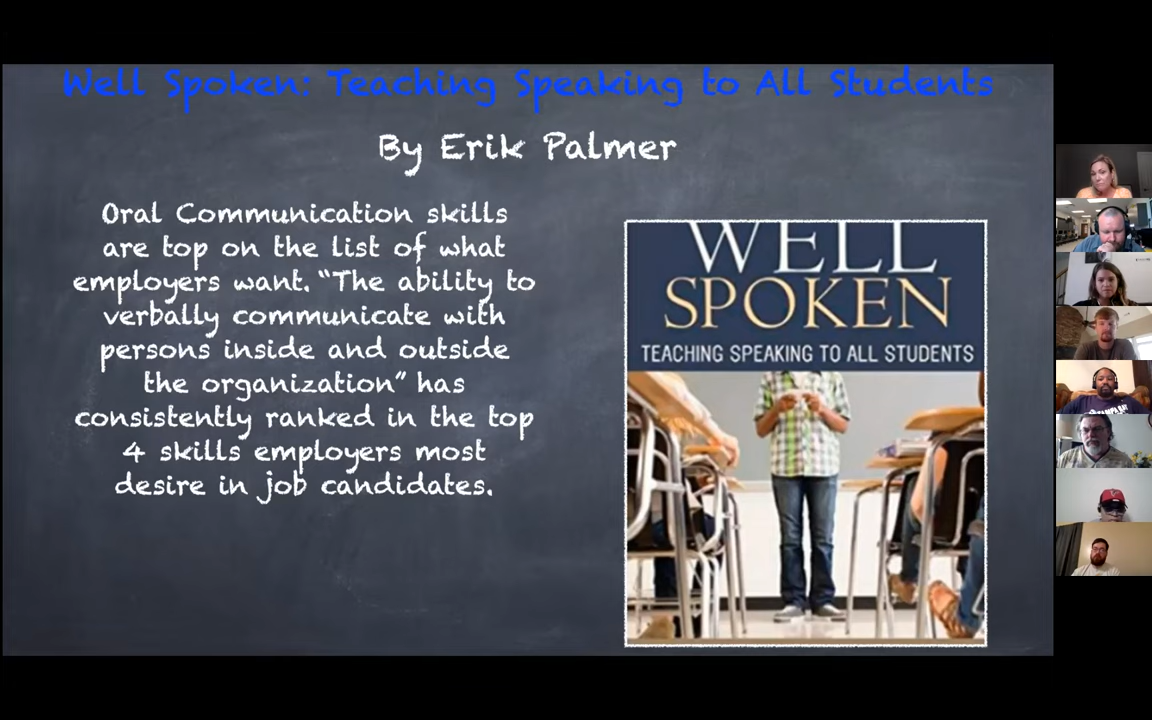 Well Spoken: Teaching Speaking to All Students
By Erik Palmer
Oral Communication skills
are top on the list of what
employers want. "The ability to
verbally communicate with
persons inside and outside
the organization" has
consistently ranked in the top
4 skills employers most
desire in job candidates.
WELL
SPOKEN
TEACHING SPEAKING TO ALL STUDENTS